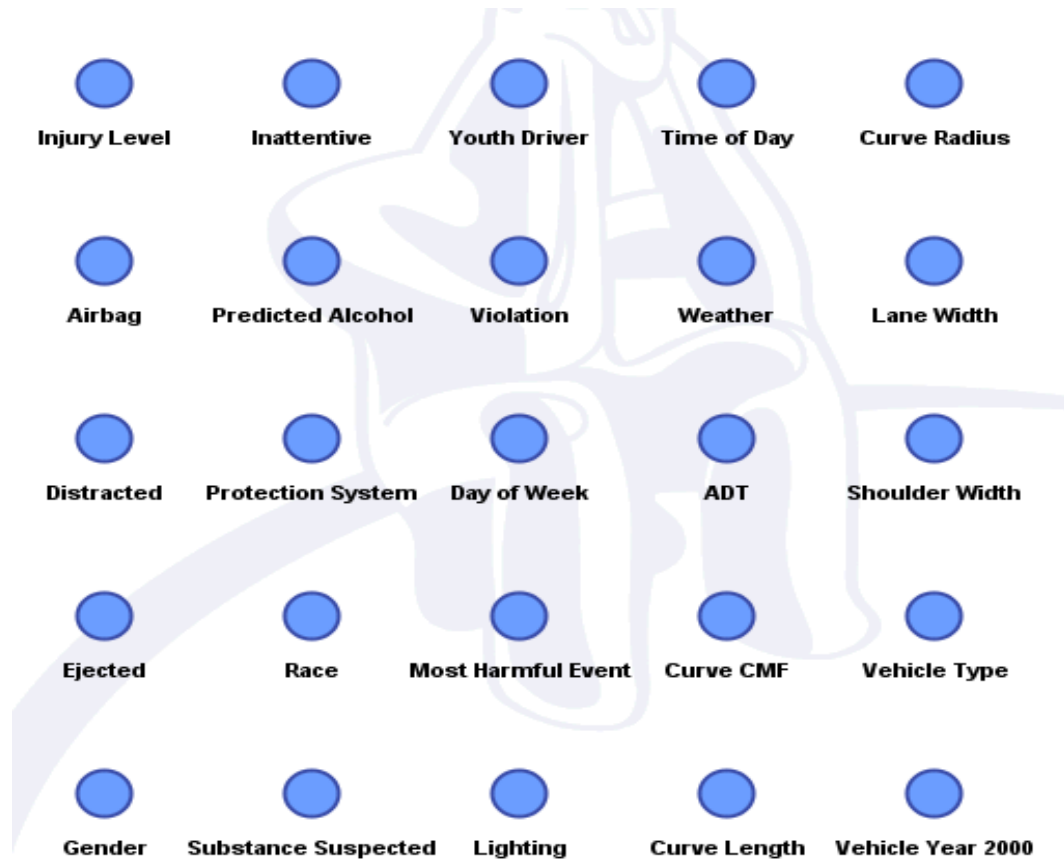 Injury Level Inattentive Youth Driver Time of Day Curve Radius
Airbag Predicted Alcohol Violation Weather Lane Width
Distracted Protection System Day of Week ADT Shoulder Width
Ejected Race Most Harmful Event Curve CMF Vehicle Type
Gender Substance Suspected Lighting Curve Length Vehicle Year 2000